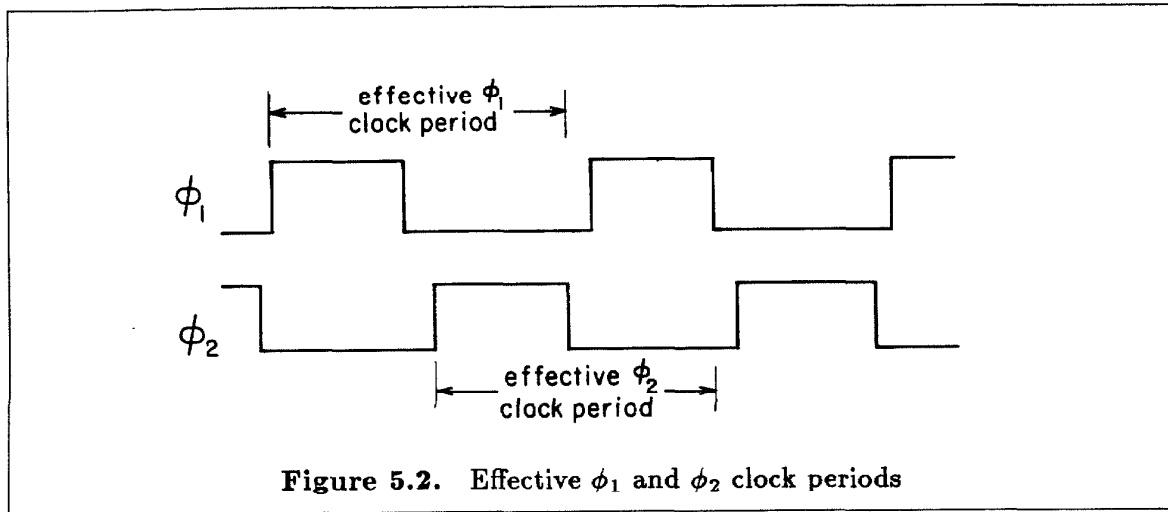 effective ϕ₁
clock period
ϕ₁
ϕ₂
effective ϕ₂
clock period
Figure 5.2. Effective ϕ₁ and ϕ₂ clock periods